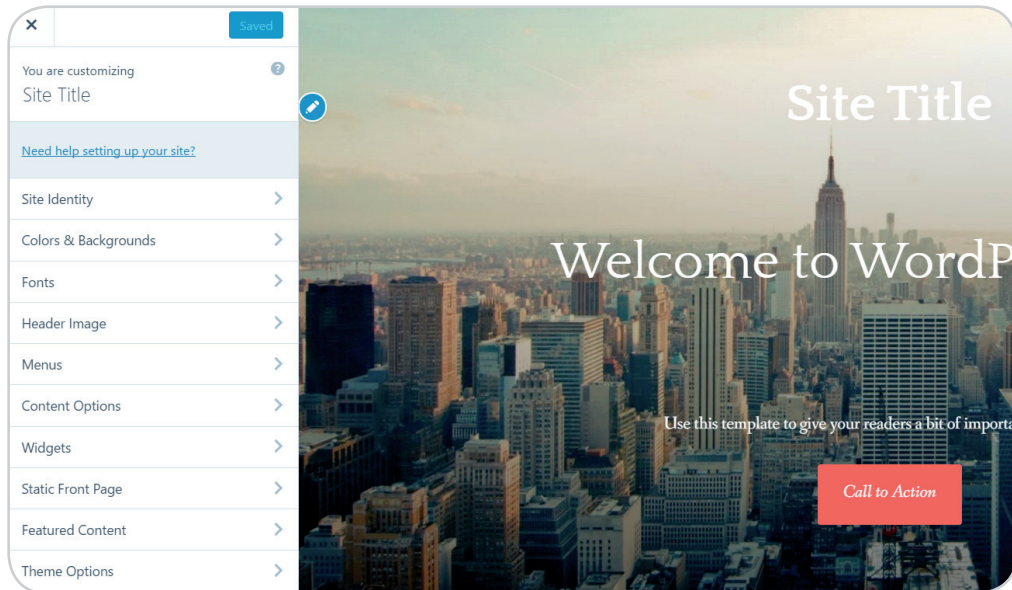 Saved
You are customizing
Site Title
Need help setting up your site?
Site Identity
Colors & Backgrounds
Fonts
Header Image
Menus
Content Options
Widgets
Static Front Page
Featured Content
Theme Options
Site Title
Welcome to WordP
Use this template to give your readers a bit of importa
Call to Action